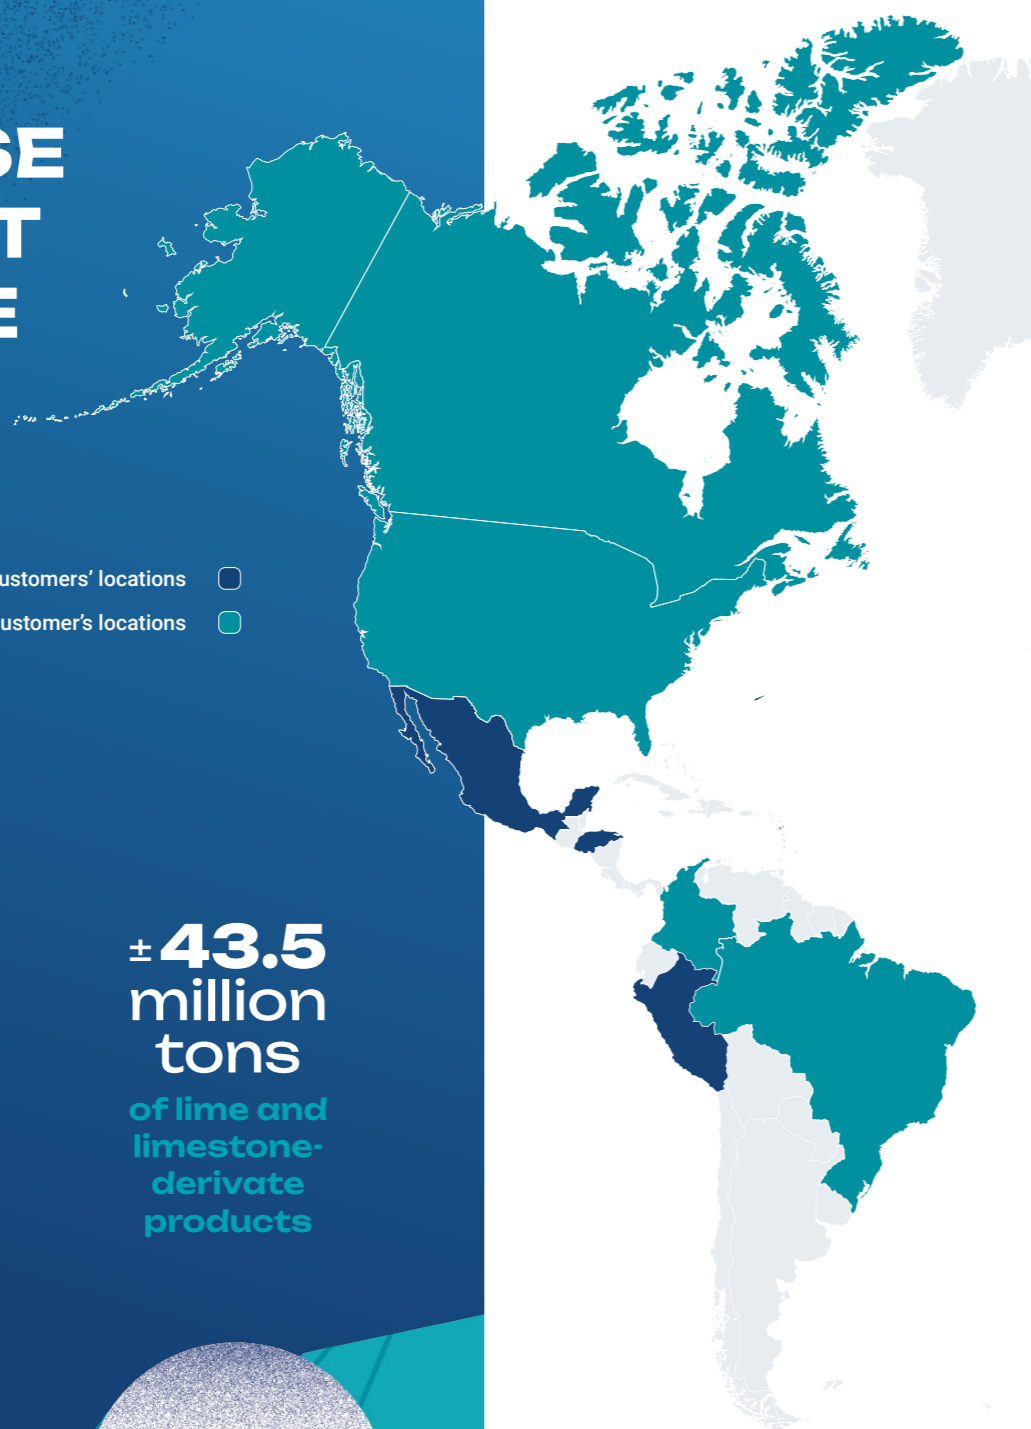 SE
T
E
ustomers’ locations
ustomer’s locations
±43.5
million
tons
of lime and
limestone-
derivate
products